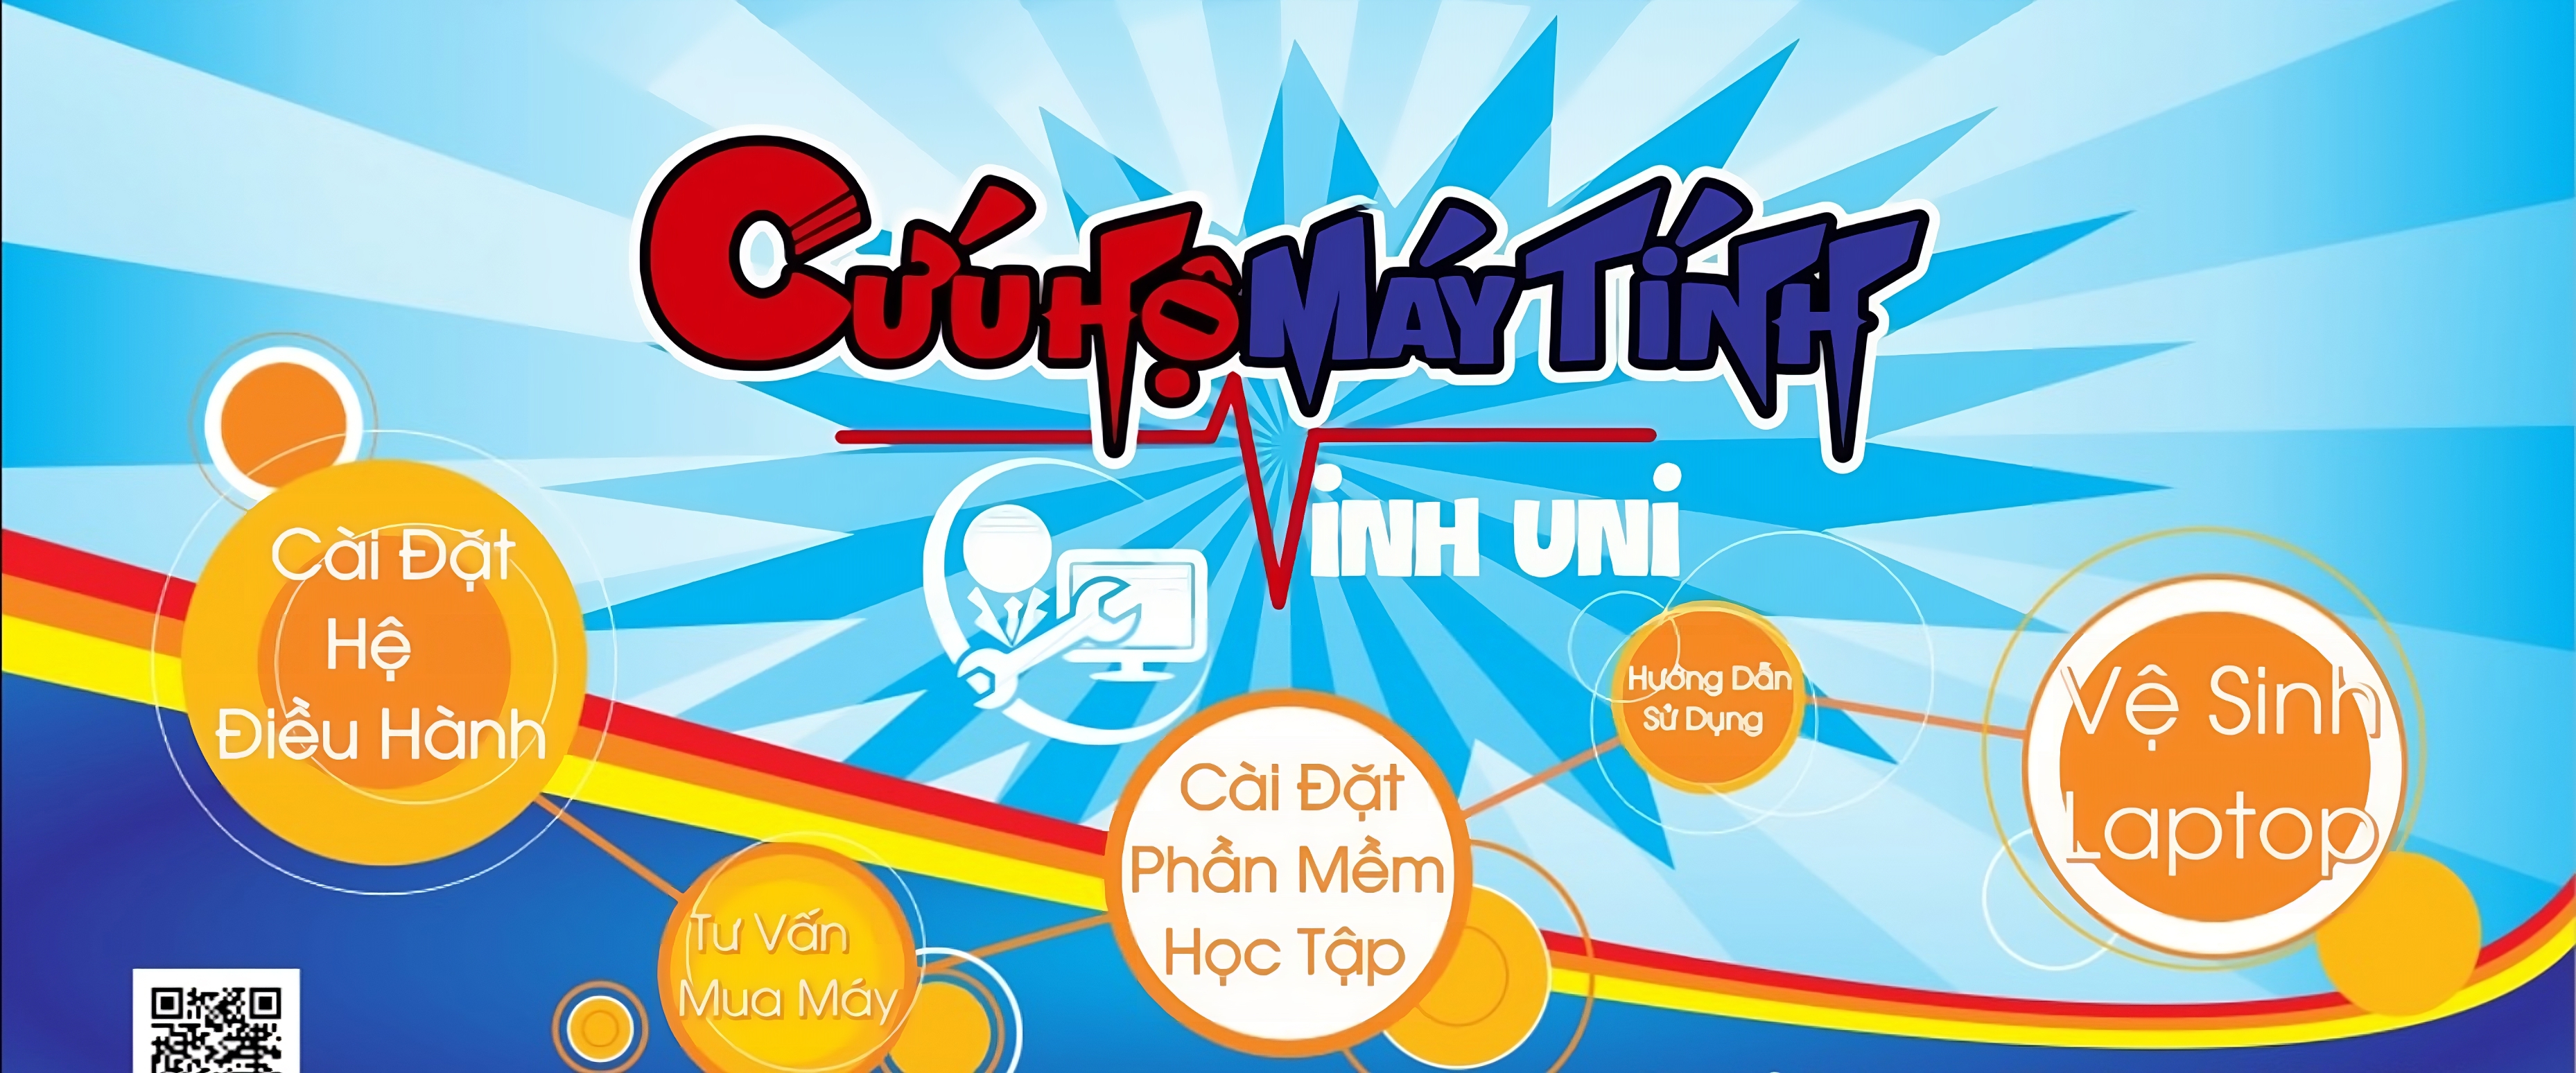 CỨU HỘ MÁY TÍNH
VINH UNI
Cài Đặt
Hệ
Điều Hành
Tư Vấn
Mua Máy
Cài Đặt
Phần Mềm
Học Tập
Hướng Dẫn
Sử Dụng
Vệ Sinh
Laptop